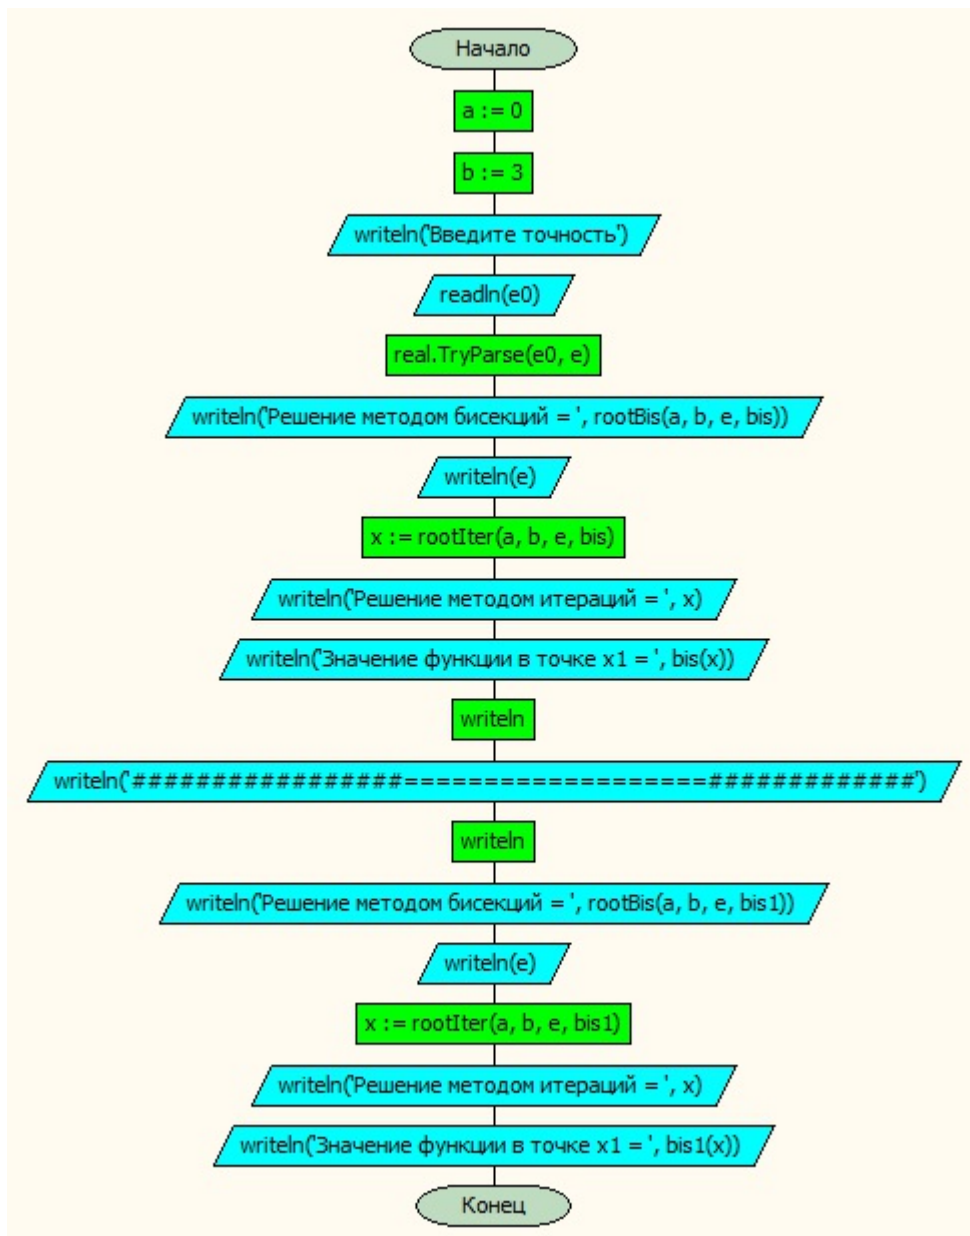 Начало
a := 0
b := 3
writeln('Введите точность')
readln(e0)
real.TryParse(e0, e)
writeln('Решение методом бисекций = ', rootBis(a, b, e, bis))
writeln(e)
x := rootIter(a, b, e, bis)
writeln('Решение методом итераций = ', x)
writeln('Значение функции в точке x1 = ', bis(x))
writeln
writeln('#################===================#############')
writeln
writeln('Решение методом бисекций = ', rootBis(a, b, e, bis1))
writeln(e)
x := rootIter(a, b, e, bis1)
writeln('Решение методом итераций = ', x)
writeln('Значение функции в точке x1 = ', bis1(x))
Конец